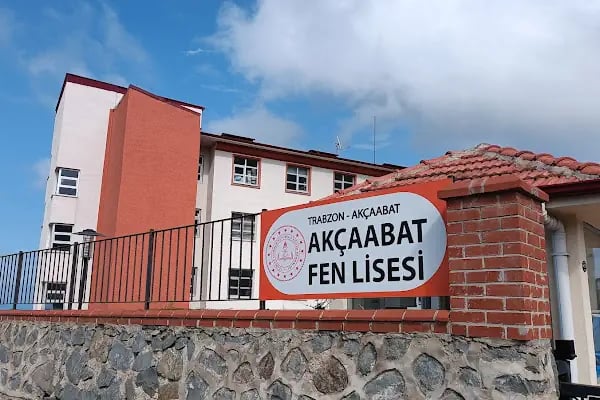 TRABZON - AKÇAABAT
AKÇAABAT
FEN LİSESİ